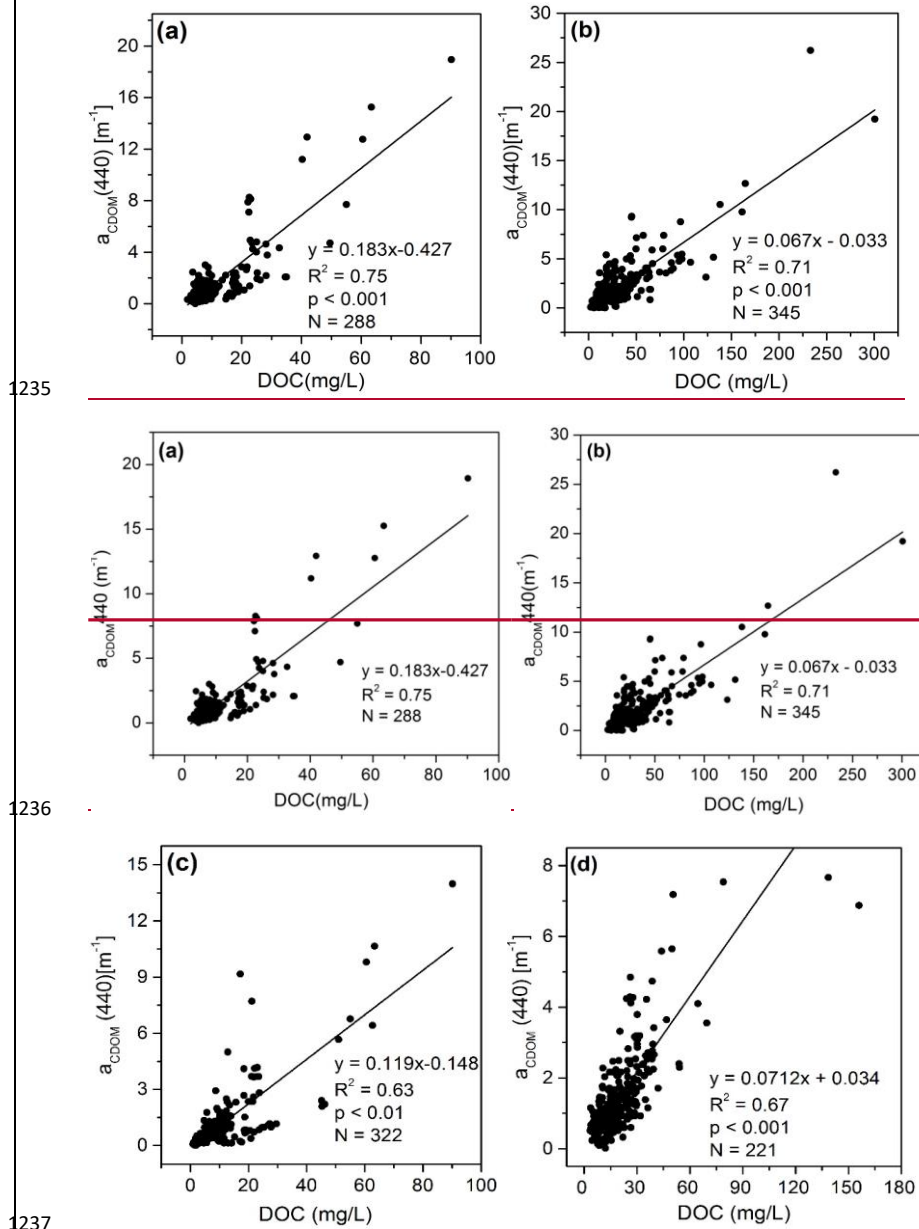 (a)
20
16
12
8
4
0
a_CDOM(440) [m⁻¹]
y = 0.183x-0.427
R² = 0.75
p < 0.001
N = 288
0 20 40 60 80 100
DOC(mg/L)
(b)
30
25
20
15
10
5
0
a_CDOM(440)[m⁻¹]
y = 0.067x - 0.033
R² = 0.71
p < 0.001
N = 345
0 50 100 150 200 250 300
DOC (mg/L)
1235
(a)
20
15
10
5
0
a_CDOM440 (m⁻¹)
y = 0.183x-0.427
R² = 0.75
N = 288
0 20 40 60 80 100
DOC(mg/L)
(b)
30
25
20
15
10
5
0
a_CDOM440(m⁻¹)
y = 0.067x - 0.033
R² = 0.71
N = 345
0 50 100 150 200 250 300
DOC (mg/L)
1236
(c)
15
12
9
6
3
0
a_CDOM(440)[m⁻¹]
y = 0.119x-0.148
R² = 0.63
p < 0.01
N = 322
0 20 40 60 80 100
DOC (mg/L)
(d)
8
6
4
2
0
a_CDOM (440) [m⁻¹]
y = 0.0712x + 0.034
R² = 0.67
p < 0.001
N = 221
0 30 60 90 120 150 180
DOC (mg/L)
1237